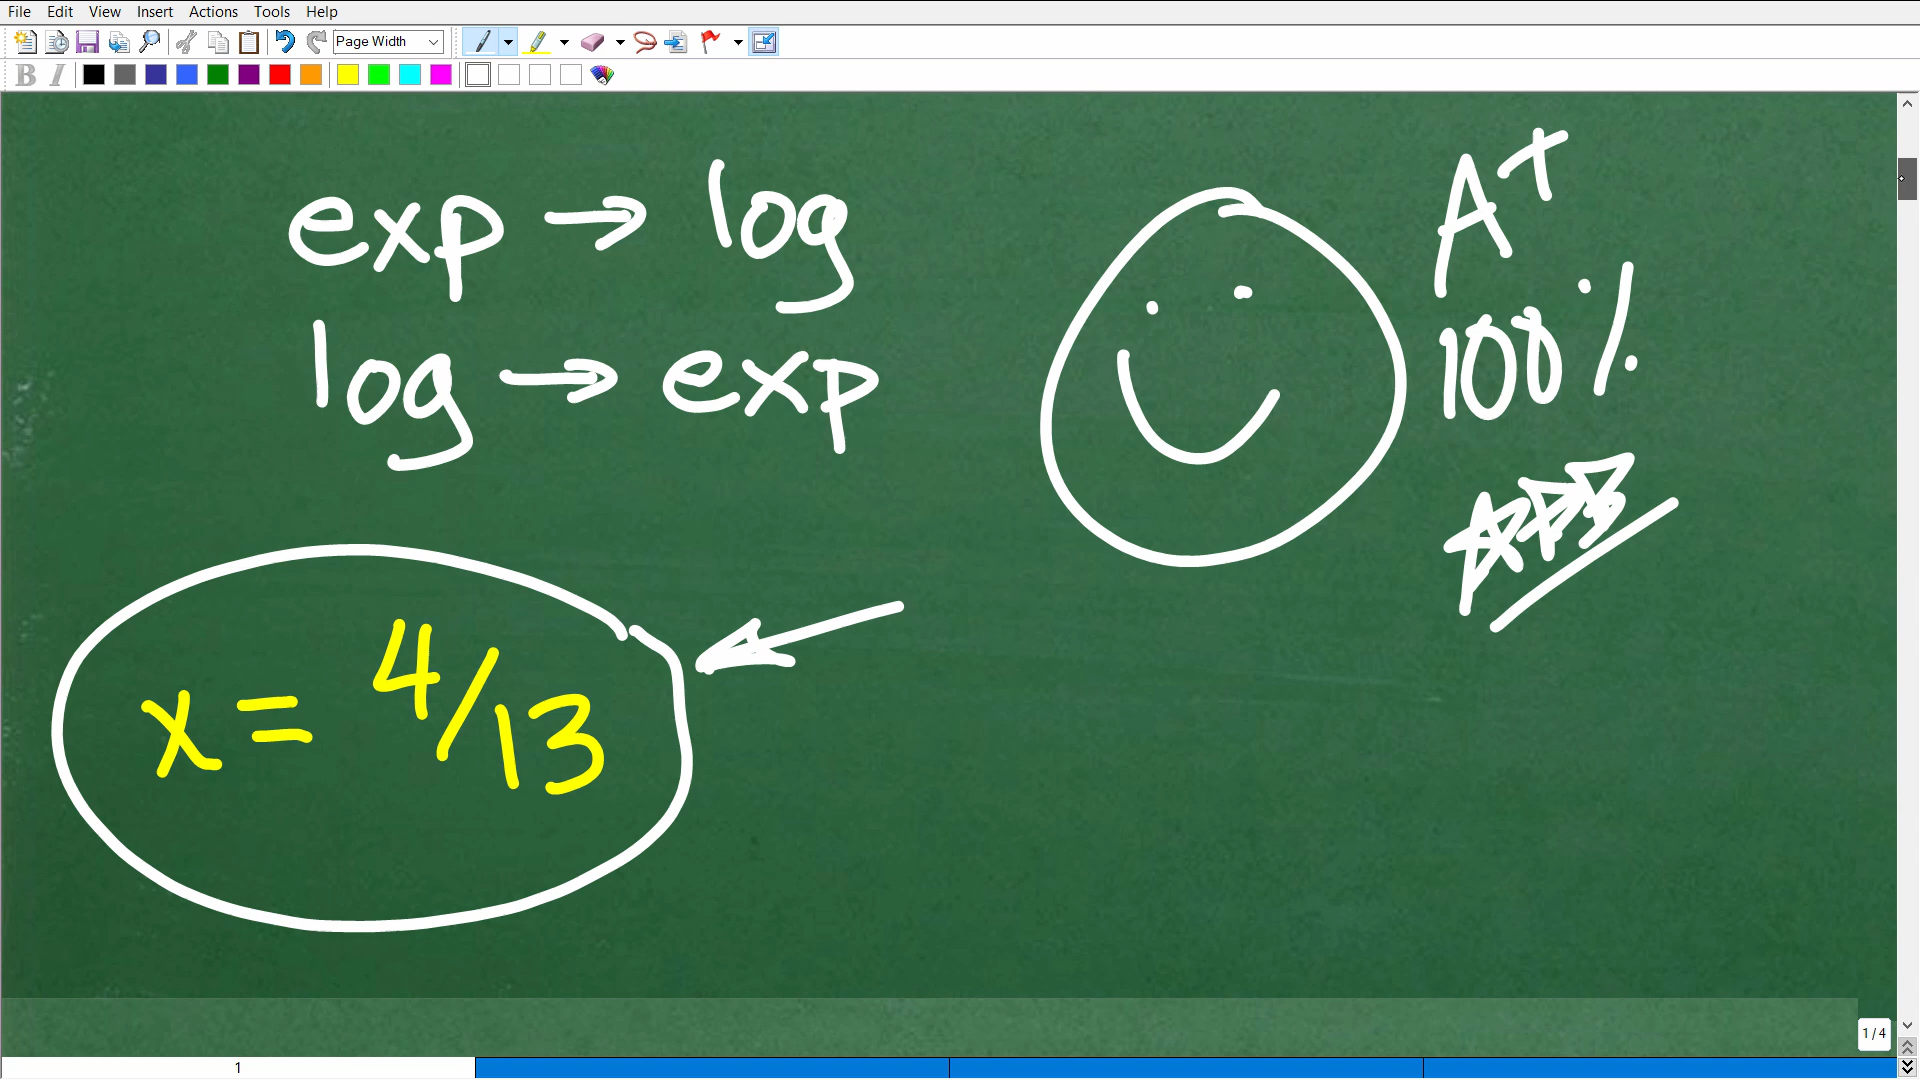 File Edit View Insert Actions Tools Help
Page Width
B I
exp → log
log → exp
A+
100%
x = 4/13
1 / 4
1